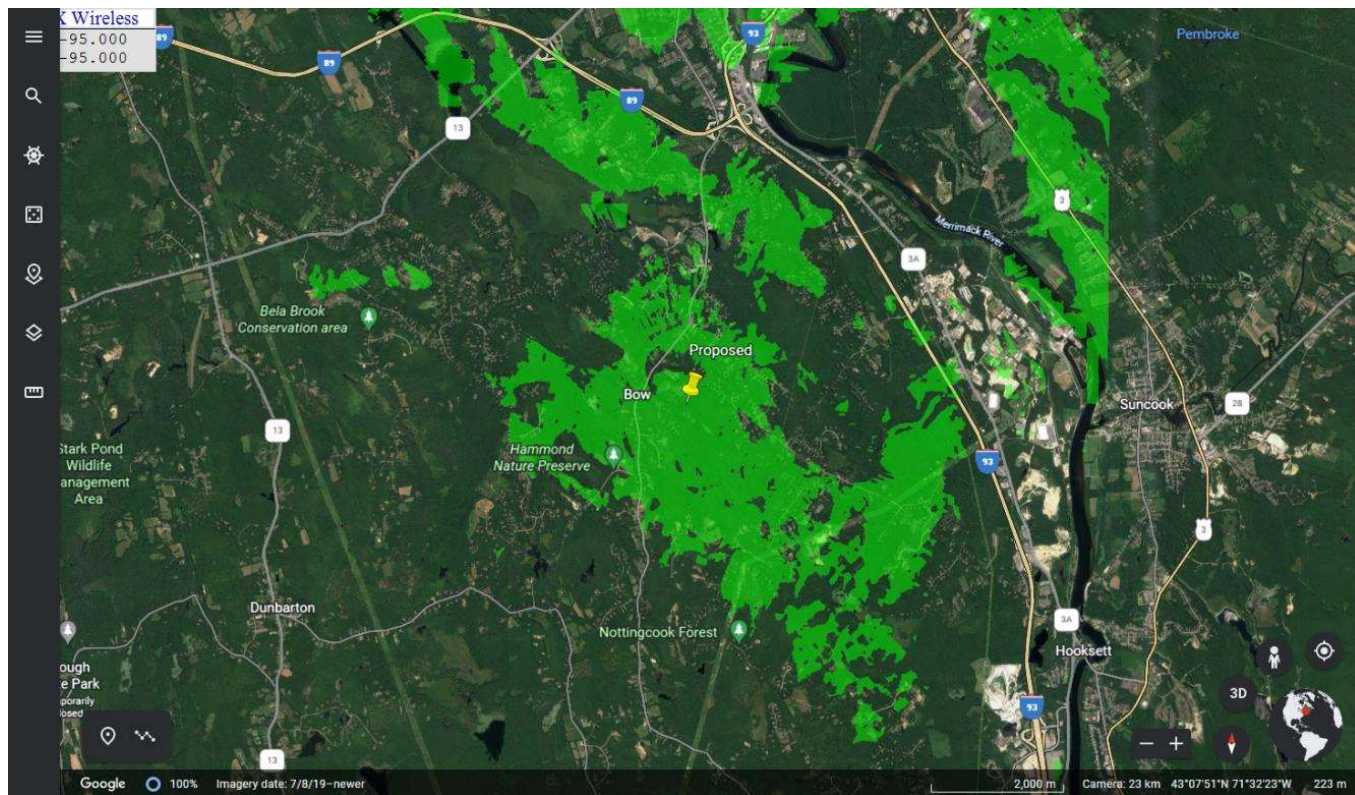 X Wireless
-95.000
-95.000
89
89
89
93
Pembroke
13
3
Merrimack River
3A
Bela Brook
Conservation area
Proposed
Bow
Suncook
28
13
Hammond
Nature Preserve
93
Stark Pond
Wildlife
anagement
Area
3
Dunbarton
Nottingcook Forest
3A
Hooksett
ough
e Park
mporarily
losed
3D
93
13
Google
100%
Imagery date: 7/8/19–newer
2,000 m
Camera: 23 km
43°07'51"N 71°32'23"W
223 m